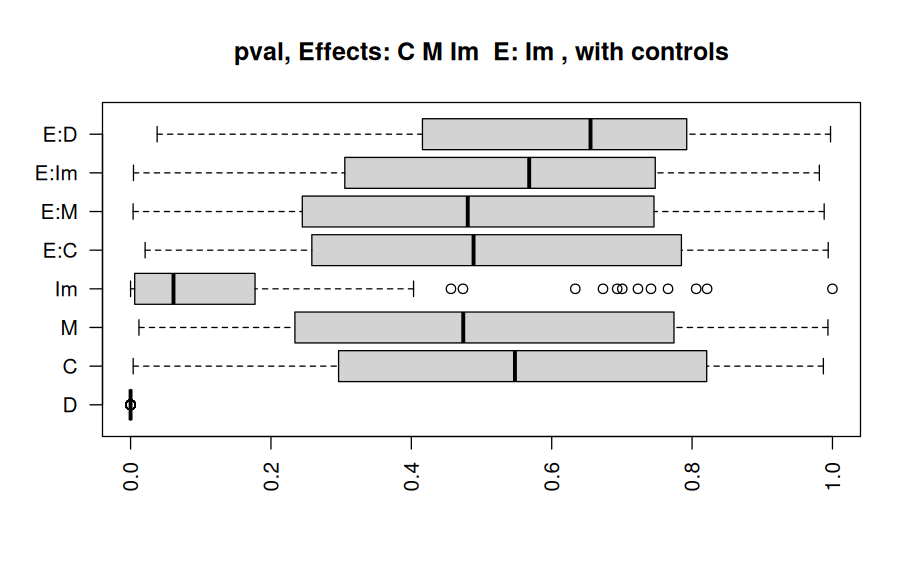 pval, Effects: C M Im  E: Im , with controls
E:D
E:Im
E:M
E:C
Im
M
C
D
0.0
0.2
0.4
0.6
0.8
1.0